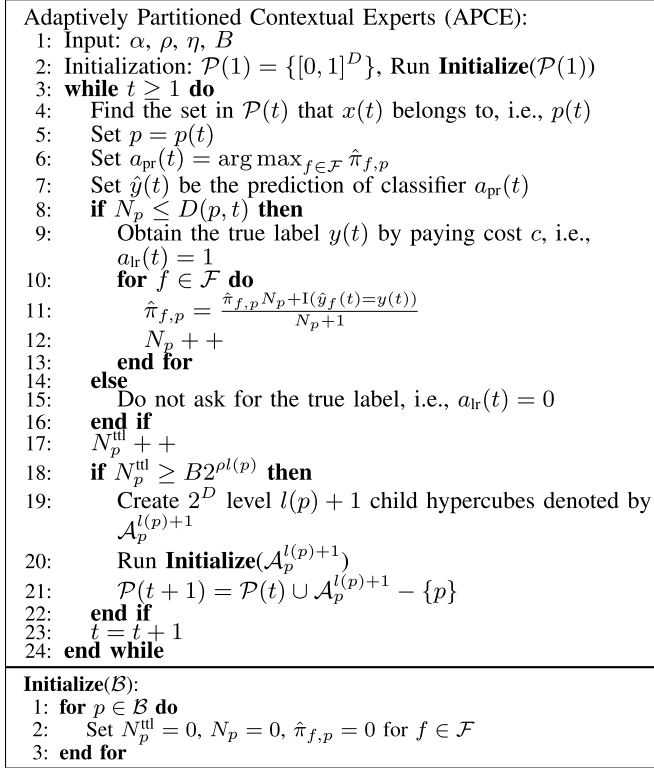 Adaptively Partitioned Contextual Experts (APCE):
1: Input: α, ρ, η, B
2: Initialization: 𝒫(1) = {[0, 1]^D}, Run Initialize(𝒫(1))
3: while t ≥ 1 do
4: Find the set in 𝒫(t) that x(t) belongs to, i.e., p(t)
5: Set p = p(t)
6: Set a_pr(t) = arg max_{f∈ℱ} π̂_{f,p}
7: Set ŷ(t) be the prediction of classifier a_pr(t)
8: if N_p ≤ D(p, t) then
9: Obtain the true label y(t) by paying cost c, i.e.,
a_lr(t) = 1
10: for f ∈ ℱ do
11: π̂_{f,p} = (π̂_{f,p} N_p + I(ŷ_f(t)=y(t))) / (N_p+1)
12: N_p + +
13: end for
14: else
15: Do not ask for the true label, i.e., a_lr(t) = 0
16: end if
17: N_p^ttl + +
18: if N_p^ttl ≥ B2^{ρl(p)} then
19: Create 2^D level l(p) + 1 child hypercubes denoted by
𝒜_p^{l(p)+1}
20: Run Initialize(𝒜_p^{l(p)+1})
21: 𝒫(t + 1) = 𝒫(t) ∪ 𝒜_p^{l(p)+1} − {p}
22: end if
23: t = t + 1
24: end while
Initialize(ℬ):
1: for p ∈ ℬ do
2: Set N_p^ttl = 0, N_p = 0, π̂_{f,p} = 0 for f ∈ ℱ
3: end for